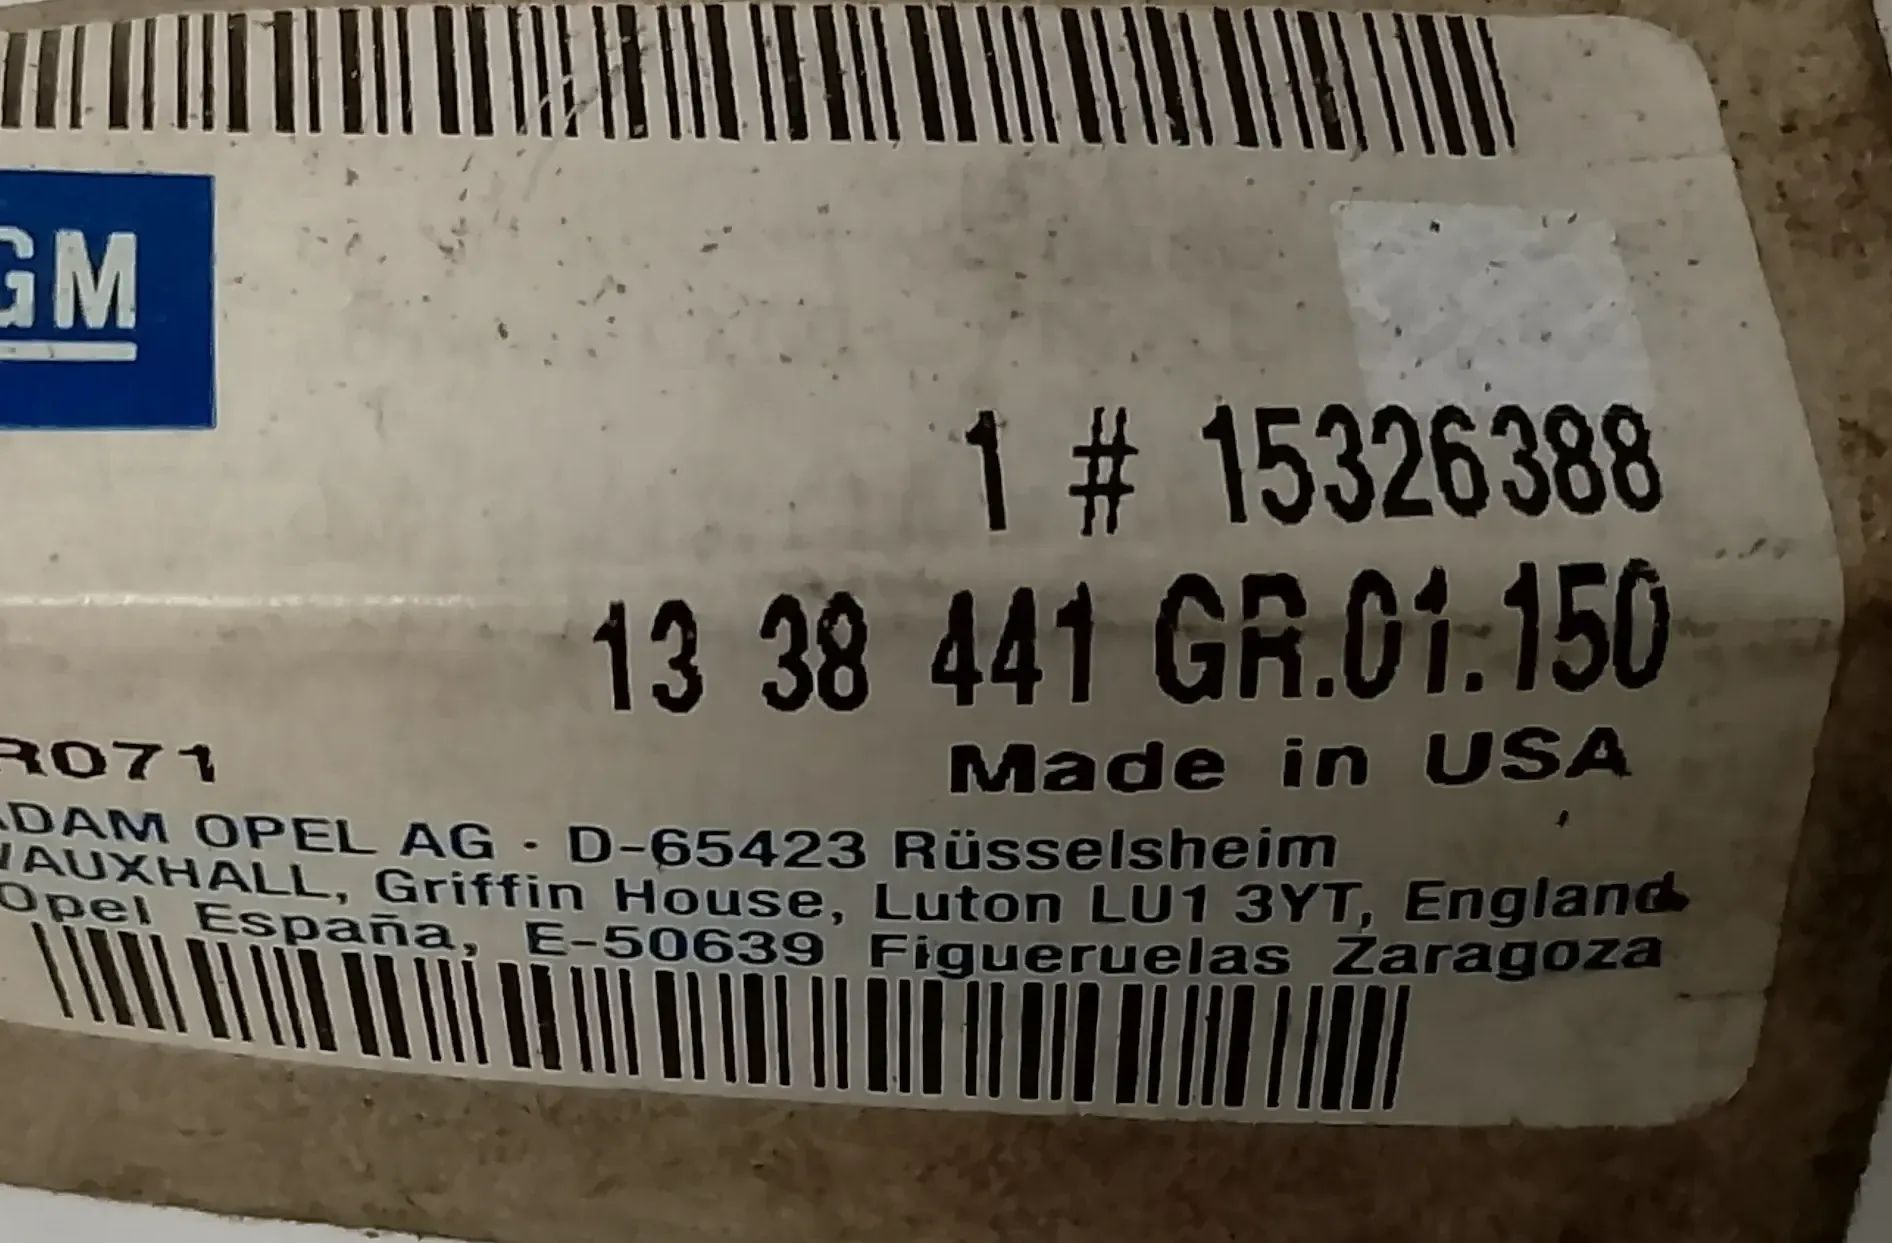 GM
1 # 15326388
13 38 441 GR.01.150
R071
Made in USA
ADAM OPEL AG · D-65423 Rüsselsheim
VAUXHALL, Griffin House, Luton LU1 3YT, England
Opel España, E-50639 Figueruelas Zaragoza